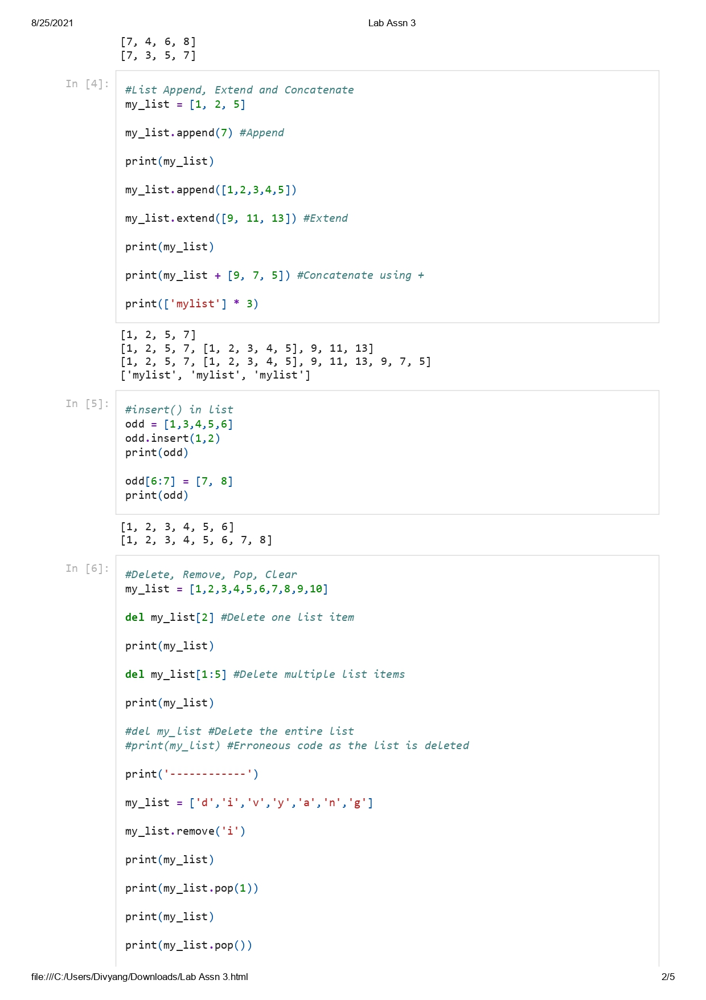 8/25/2021 Lab Assn 3
[7, 4, 6, 8]
[7, 3, 5, 7]
In [4]:
#List Append, Extend and Concatenate
my_list = [1, 2, 5]
my_list.append(7) #Append
print(my_list)
my_list.append([1,2,3,4,5])
my_list.extend([9, 11, 13]) #Extend
print(my_list)
print(my_list + [9, 7, 5]) #Concatenate using +
print(['mylist'] * 3)
[1, 2, 5, 7]
[1, 2, 5, 7, [1, 2, 3, 4, 5], 9, 11, 13]
[1, 2, 5, 7, [1, 2, 3, 4, 5], 9, 11, 13, 9, 7, 5]
['mylist', 'mylist', 'mylist']
In [5]:
#insert() in list
odd = [1,3,4,5,6]
odd.insert(1,2)
print(odd)
odd[6:7] = [7, 8]
print(odd)
[1, 2, 3, 4, 5, 6]
[1, 2, 3, 4, 5, 6, 7, 8]
In [6]:
#Delete, Remove, Pop, Clear
my_list = [1,2,3,4,5,6,7,8,9,10]
del my_list[2] #Delete one list item
print(my_list)
del my_list[1:5] #Delete multiple list items
print(my_list)
#del my_list #Delete the entire list
#print(my_list) #Erroneous code as the list is deleted
print('------------')
my_list = ['d','i','v','y','a','n','g']
my_list.remove('i')
print(my_list)
print(my_list.pop(1))
print(my_list)
print(my_list.pop())
file:///C:/Users/Divyang/Downloads/Lab Assn 3.html 2/5